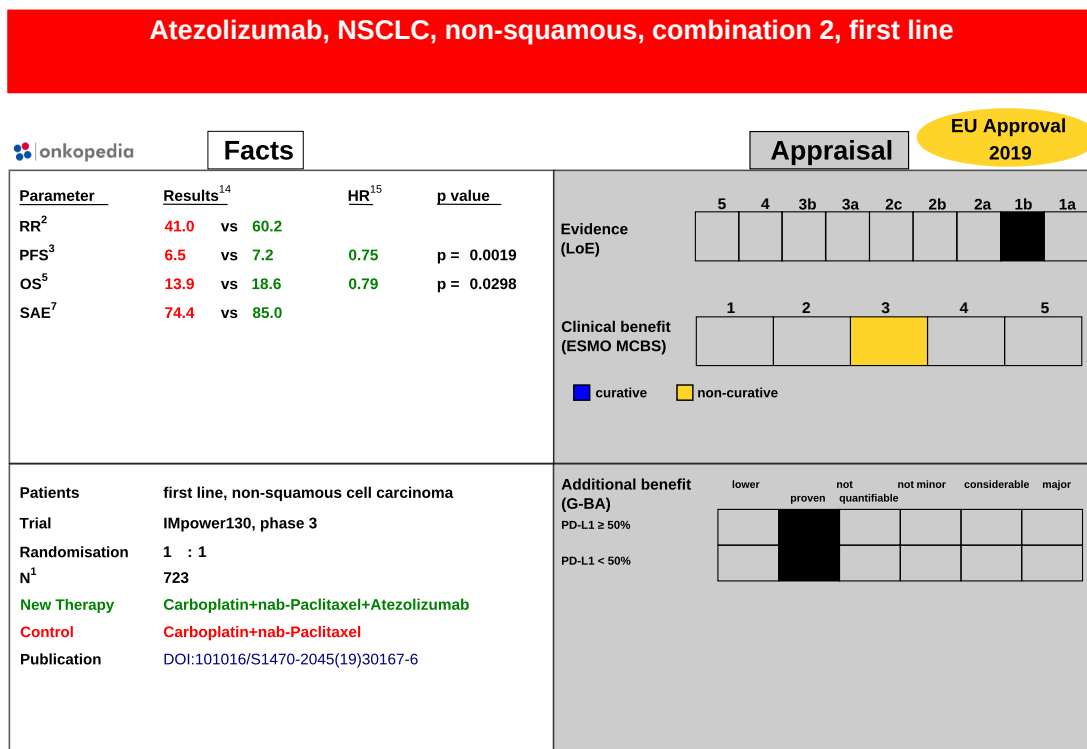 Atezolizumab, NSCLC, non-squamous, combination 2, first line
onkopedia
Facts
Appraisal
EU Approval
2019
Parameter Results14 HR15 p value
RR2 41.0 vs 60.2
PFS3 6.5 vs 7.2 0.75 p = 0.0019
OS5 13.9 vs 18.6 0.79 p = 0.0298
SAE7 74.4 vs 85.0
5 4 3b 3a 2c 2b 2a 1b 1a
Evidence
(LoE)
1 2 3 4 5
Clinical benefit
(ESMO MCBS)
curative non-curative
Patients first line, non-squamous cell carcinoma
Trial IMpower130, phase 3
Randomisation 1 : 1
N1 723
New Therapy Carboplatin+nab-Paclitaxel+Atezolizumab
Control Carboplatin+nab-Paclitaxel
Publication DOI:101016/S1470-2045(19)30167-6
Additional benefit
(G-BA)
lower not not minor considerable major
proven quantifiable
PD-L1 ≥ 50%
PD-L1 < 50%